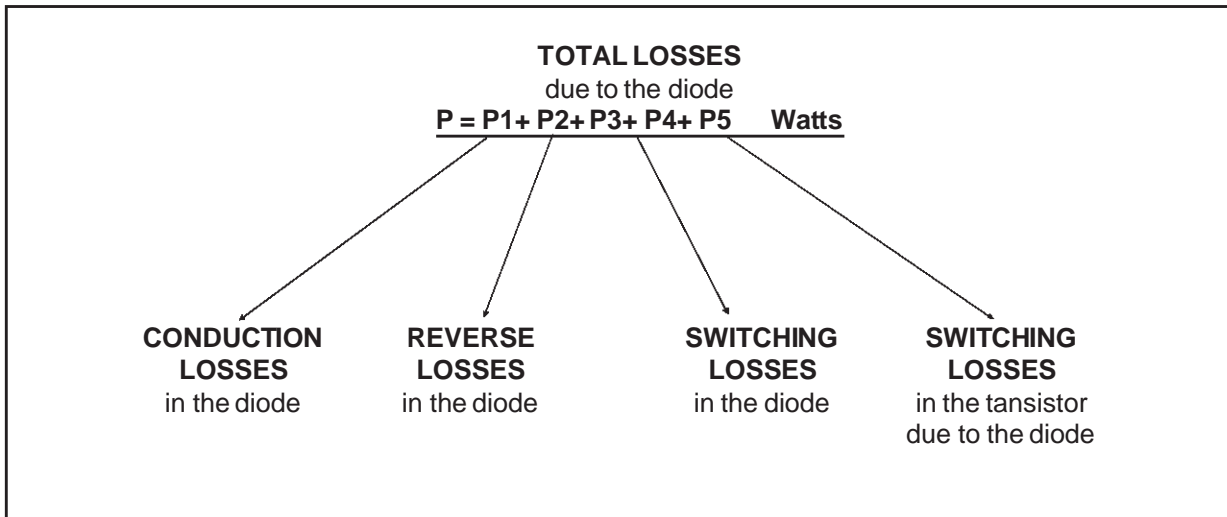 TOTAL LOSSES
due to the diode
P = P1+ P2+ P3+ P4+ P5 Watts
CONDUCTION
LOSSES
in the diode
REVERSE
LOSSES
in the diode
SWITCHING
LOSSES
in the diode
SWITCHING
LOSSES
in the tansistor
due to the diode